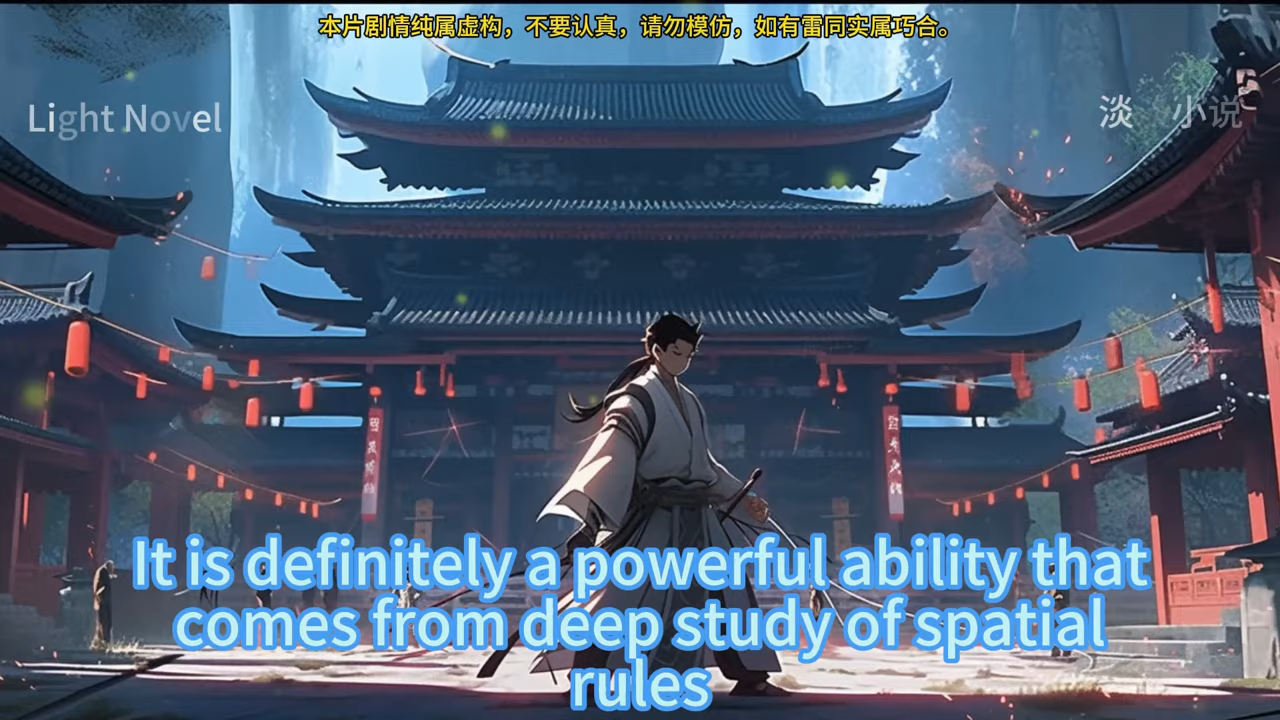 本片剧情纯属虚构，不要认真，请勿模仿，如有雷同实属巧合。
Light Novel
淡 小说
It is definitely a powerful ability that
comes from deep study of spatial
rules